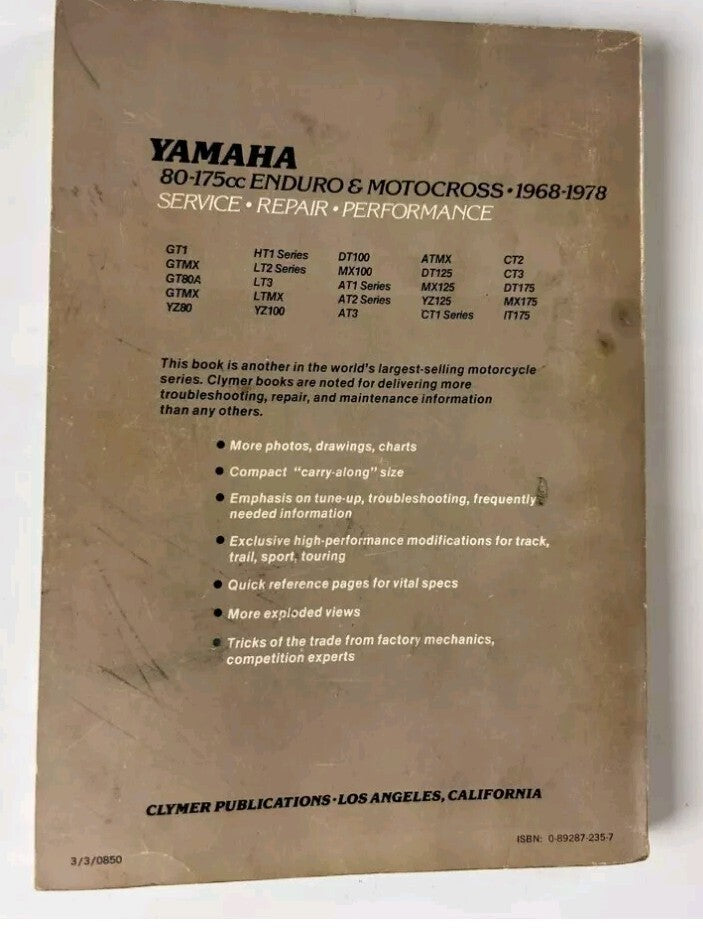 YAMAHA
80-175cc ENDURO & MOTOCROSS • 1968-1978
SERVICE • REPAIR • PERFORMANCE
GT1
GTMX
GT80A
GTMX
YZ80
HT1 Series
LT2 Series
LT3
LTMX
YZ100
DT100
MX100
AT1 Series
AT2 Series
AT3
ATMX
DT125
MX125
YZ125
CT1 Series
CT2
CT3
DT175
MX175
IT175
This book is another in the world's largest-selling motorcycle
series. Clymer books are noted for delivering more
troubleshooting, repair, and maintenance information
than any others.
● More photos, drawings, charts
● Compact "carry-along" size
● Emphasis on tune-up, troubleshooting, frequently
needed information
● Exclusive high-performance modifications for track,
trail, sport, touring
● Quick reference pages for vital specs
● More exploded views
● Tricks of the trade from factory mechanics,
competition experts
CLYMER PUBLICATIONS • LOS ANGELES, CALIFORNIA
ISBN: 0-89287-235-7
3/3/0850